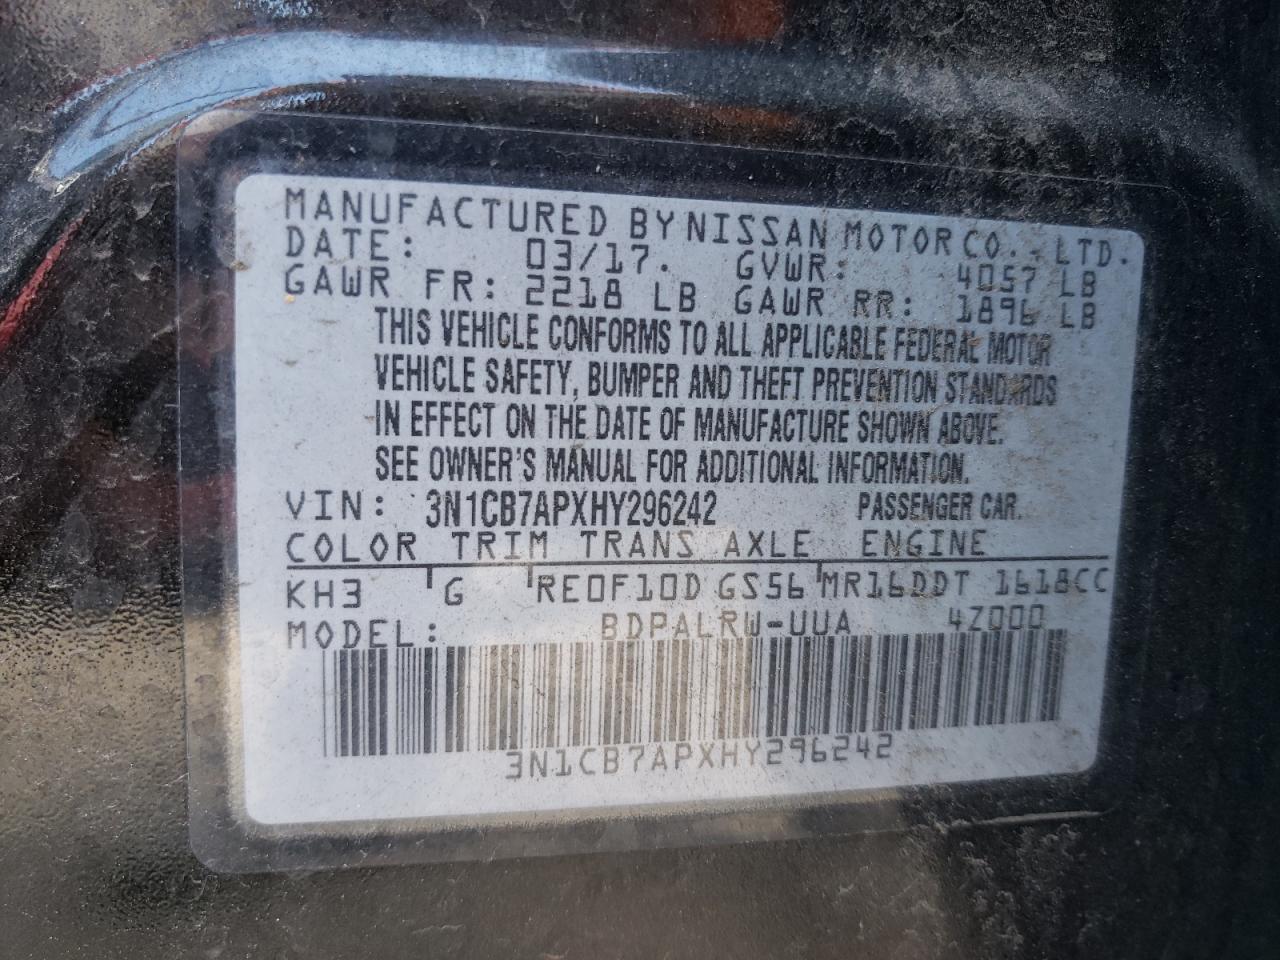 MANUFACTURED BY NISSAN MOTOR CO., LTD.
DATE: 03/17. GVWR: 4057 LB
GAWR FR: 2218 LB GAWR RR: 1896 LB
THIS VEHICLE CONFORMS TO ALL APPLICABLE FEDERAL MOTOR
VEHICLE SAFETY, BUMPER AND THEFT PREVENTION STANDARDS
IN EFFECT ON THE DATE OF MANUFACTURE SHOWN ABOVE.
SEE OWNER'S MANUAL FOR ADDITIONAL INFORMATION.
VIN: 3N1CB7APXHY296242 PASSENGER CAR.
COLOR TRIM TRANS AXLE ENGINE
KH3 G RE0F10D GS56 MR16DDT 1618CC
MODEL: BDPALRW-UUA 4Z000
3N1CB7APXHY296242